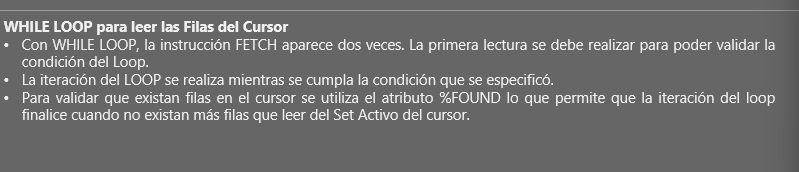 WHILE LOOP para leer las Filas del Cursor
• Con WHILE LOOP, la instrucción FETCH aparece dos veces. La primera lectura se debe realizar para poder validar la
condición del Loop.
• La iteración del LOOP se realiza mientras se cumpla la condición que se especificó.
• Para validar que existan filas en el cursor se utiliza el atributo %FOUND lo que permite que la iteración del loop
finalice cuando no existan más filas que leer del Set Activo del cursor.